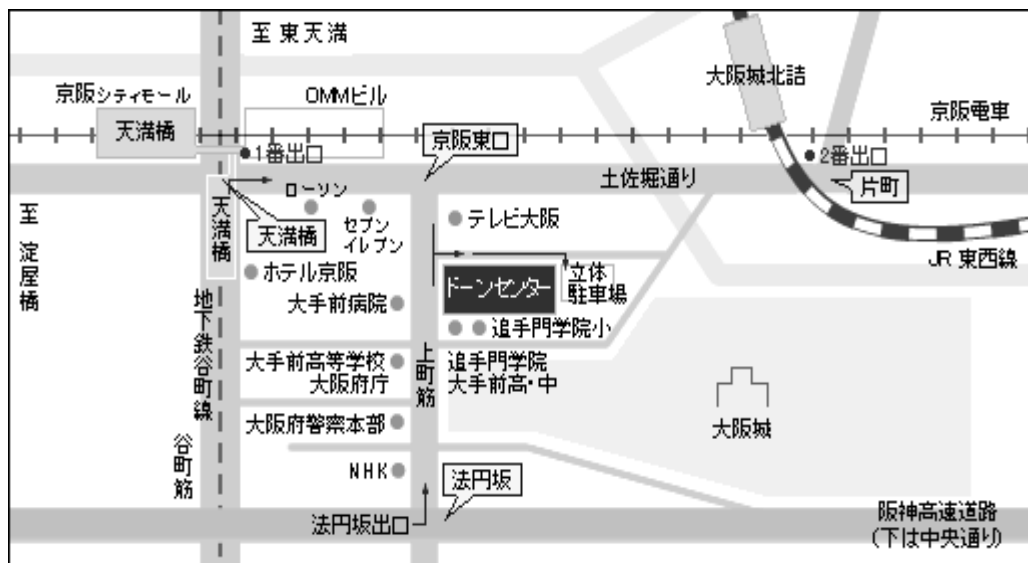 至 東天満
大阪城北詰
京阪シティモール
OMMビル
京阪電車
天満橋
京阪東口
1番出口
2番出口
土佐堀通り
片町
ローソン
天満橋
天満橋
セブン
イレブン
テレビ大阪
至 淀屋橋
JR 東西線
ホテル京阪
ドーンセンター
立体
駐車場
大手前病院
追手門学院小
地下鉄谷町線
上町筋
大手前高等学校
大阪府庁
追手門学院
大手前高・中
大阪城
大阪府警察本部
谷町筋
NHK
法円坂
法円坂出口
阪神高速道路
(下は中央通り)